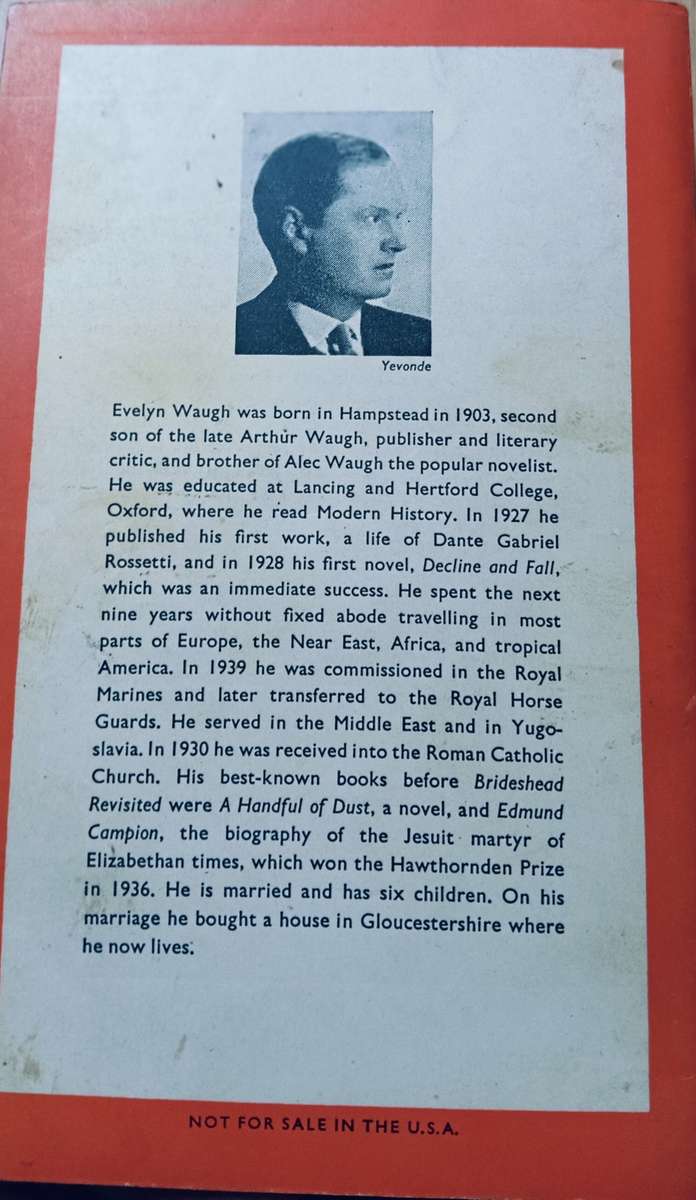 Yevonde
Evelyn Waugh was born in Hampstead in 1903, second
son of the late Arthur Waugh, publisher and literary
critic, and brother of Alec Waugh the popular novelist.
He was educated at Lancing and Hertford College,
Oxford, where he read Modern History. In 1927 he
published his first work, a life of Dante Gabriel
Rossetti, and in 1928 his first novel, Decline and Fall,
which was an immediate success. He spent the next
nine years without fixed abode travelling in most
parts of Europe, the Near East, Africa, and tropical
America. In 1939 he was commissioned in the Royal
Marines and later transferred to the Royal Horse
Guards. He served in the Middle East and in Yugo-
slavia. In 1930 he was received into the Roman Catholic
Church. His best-known books before Brideshead
Revisited were A Handful of Dust, a novel, and Edmund
Campion, the biography of the Jesuit martyr of
Elizabethan times, which won the Hawthornden Prize
in 1936. He is married and has six children. On his
marriage he bought a house in Gloucestershire where
he now lives.
NOT FOR SALE IN THE U.S.A.